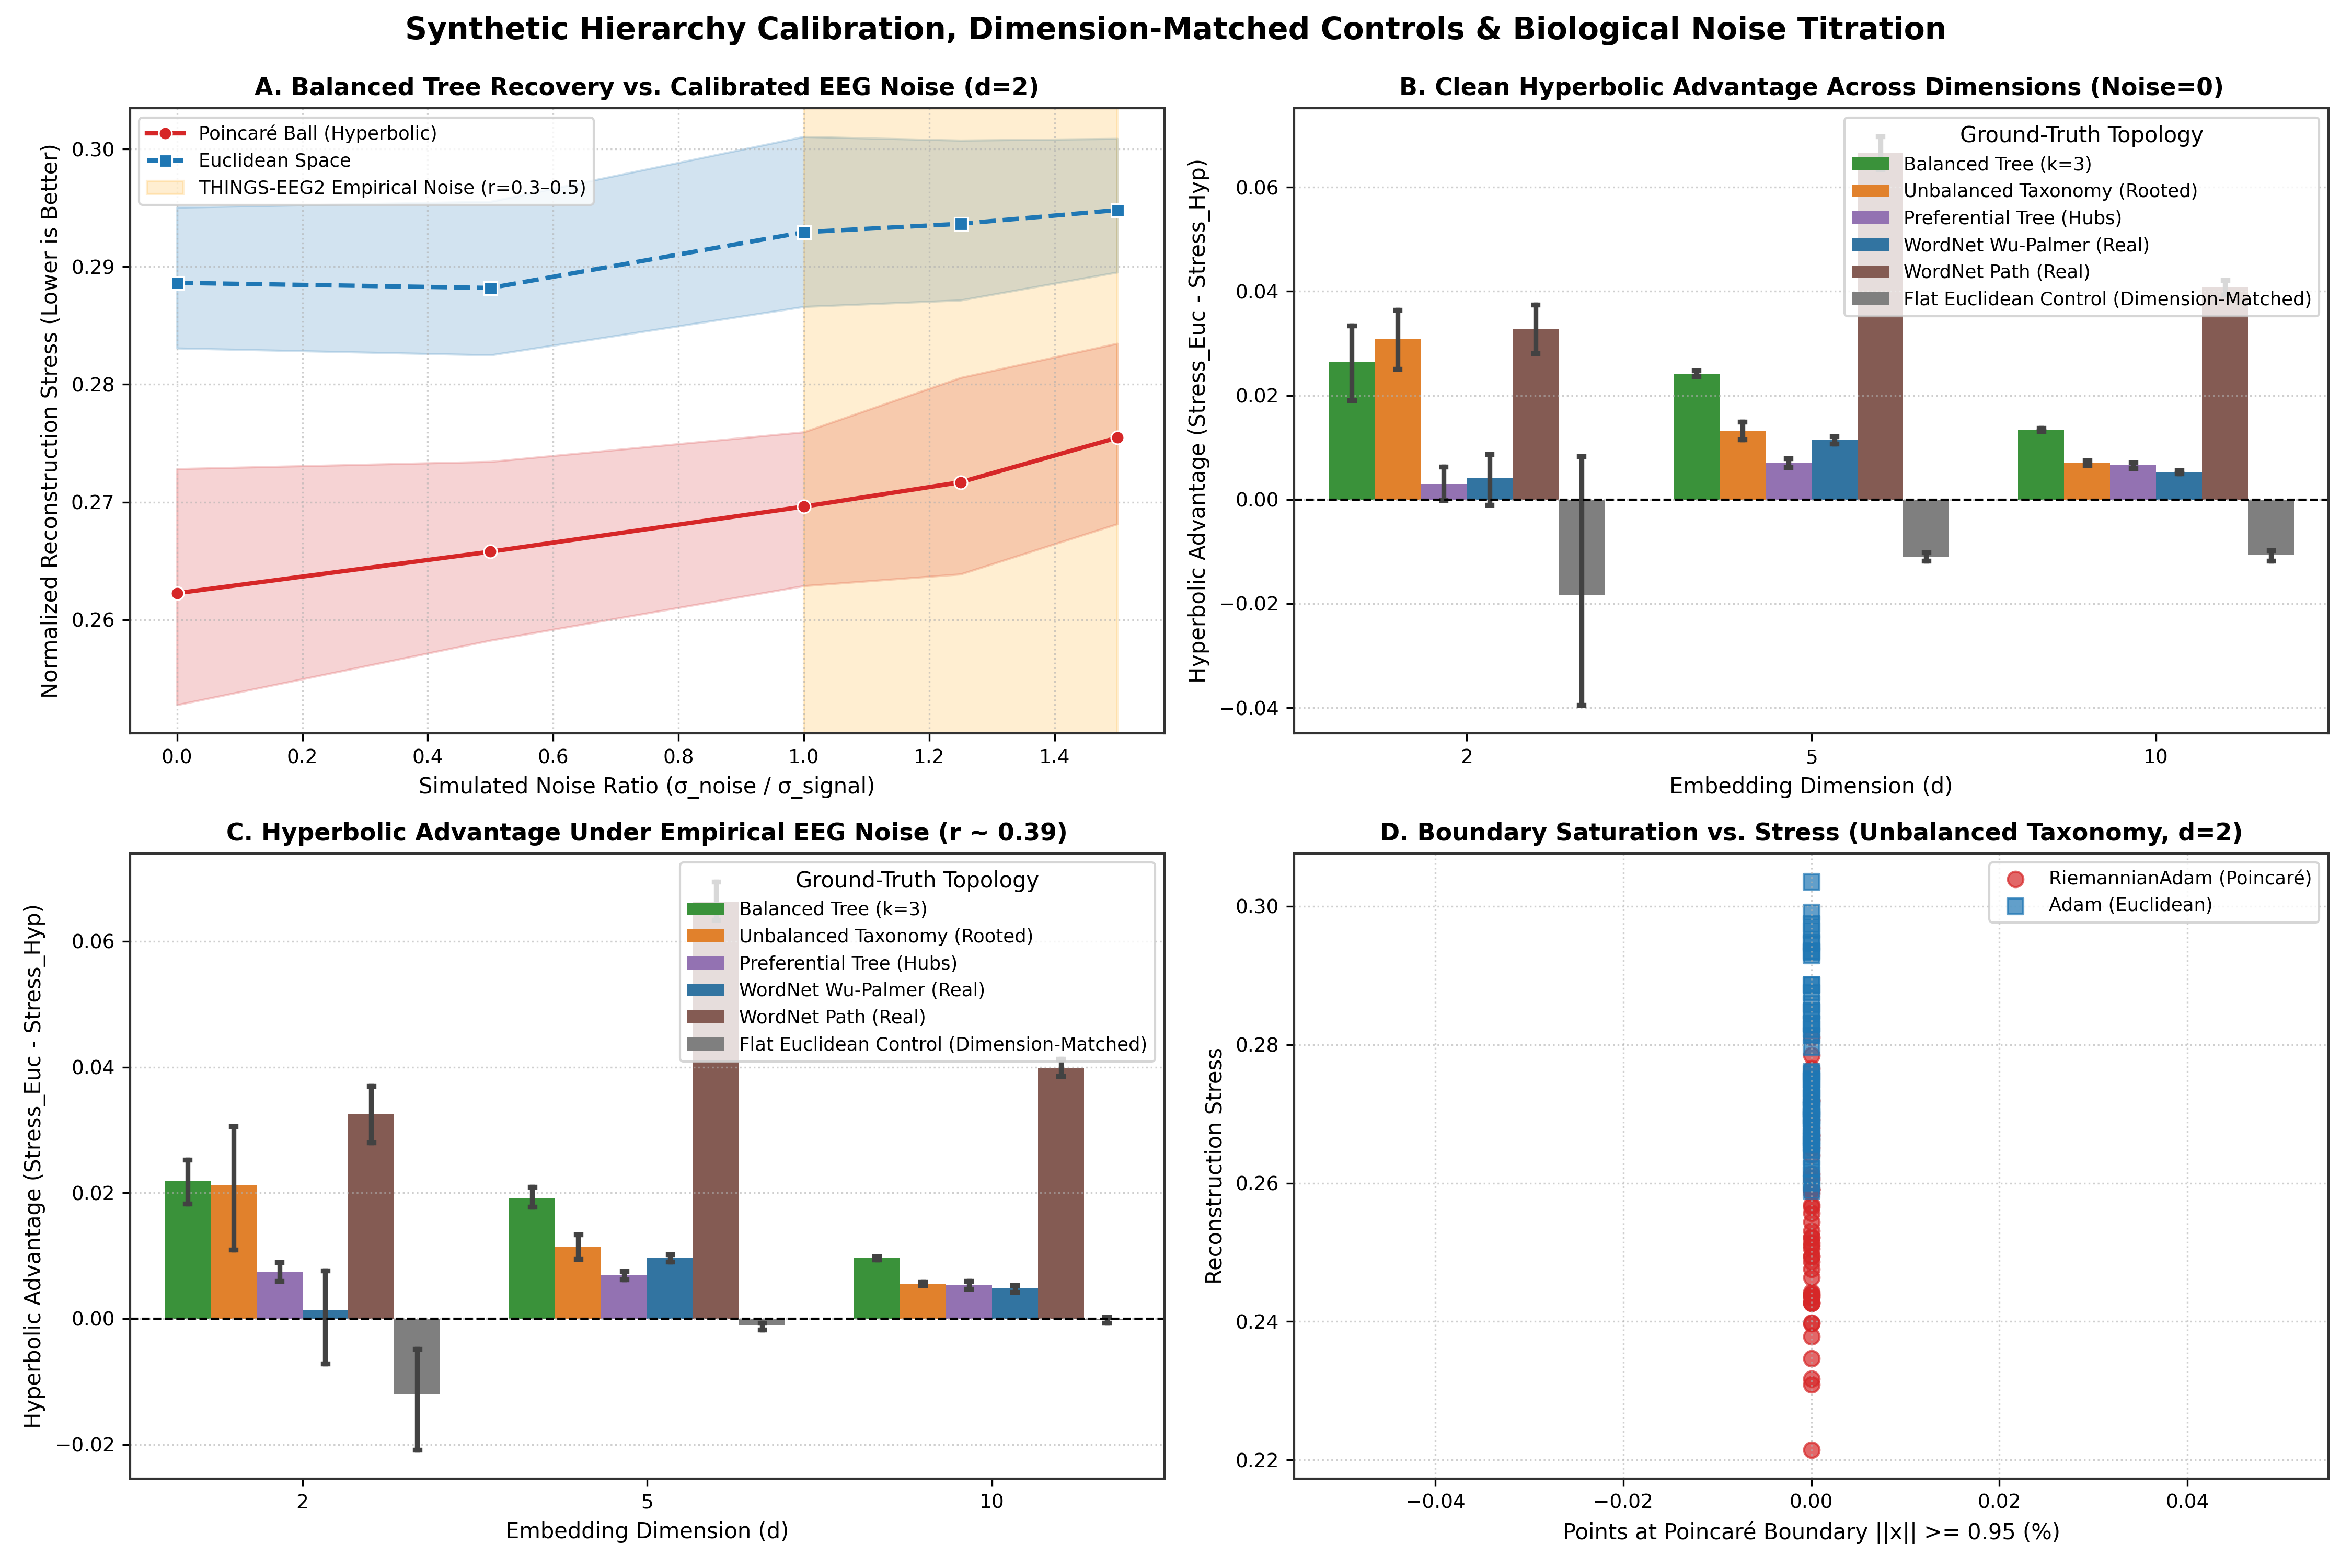 Synthetic Hierarchy Calibration, Dimension-Matched Controls & Biological Noise Titration
A. Balanced Tree Recovery vs. Calibrated EEG Noise (d=2)
Normalized Reconstruction Stress (Lower is Better)
0.30
0.29
0.28
0.27
0.26
Poincaré Ball (Hyperbolic)
Euclidean Space
THINGS-EEG2 Empirical Noise (r=0.3–0.5)
0.0
0.2
0.4
0.6
0.8
1.0
1.2
1.4
Simulated Noise Ratio (σ_noise / σ_signal)
B. Clean Hyperbolic Advantage Across Dimensions (Noise=0)
Hyperbolic Advantage (Stress_Euc - Stress_Hyp)
0.06
0.04
0.02
0.00
−0.02
−0.04
Ground-Truth Topology
Balanced Tree (k=3)
Unbalanced Taxonomy (Rooted)
Preferential Tree (Hubs)
WordNet Wu-Palmer (Real)
WordNet Path (Real)
Flat Euclidean Control (Dimension-Matched)
2
5
10
Embedding Dimension (d)
C. Hyperbolic Advantage Under Empirical EEG Noise (r ~ 0.39)
Hyperbolic Advantage (Stress_Euc - Stress_Hyp)
0.06
0.04
0.02
0.00
−0.02
Ground-Truth Topology
Balanced Tree (k=3)
Unbalanced Taxonomy (Rooted)
Preferential Tree (Hubs)
WordNet Wu-Palmer (Real)
WordNet Path (Real)
Flat Euclidean Control (Dimension-Matched)
2
5
10
Embedding Dimension (d)
D. Boundary Saturation vs. Stress (Unbalanced Taxonomy, d=2)
Reconstruction Stress
0.30
0.28
0.26
0.24
0.22
RiemannianAdam (Poincaré)
Adam (Euclidean)
−0.04
−0.02
0.00
0.02
0.04
Points at Poincaré Boundary ||x|| >= 0.95 (%)